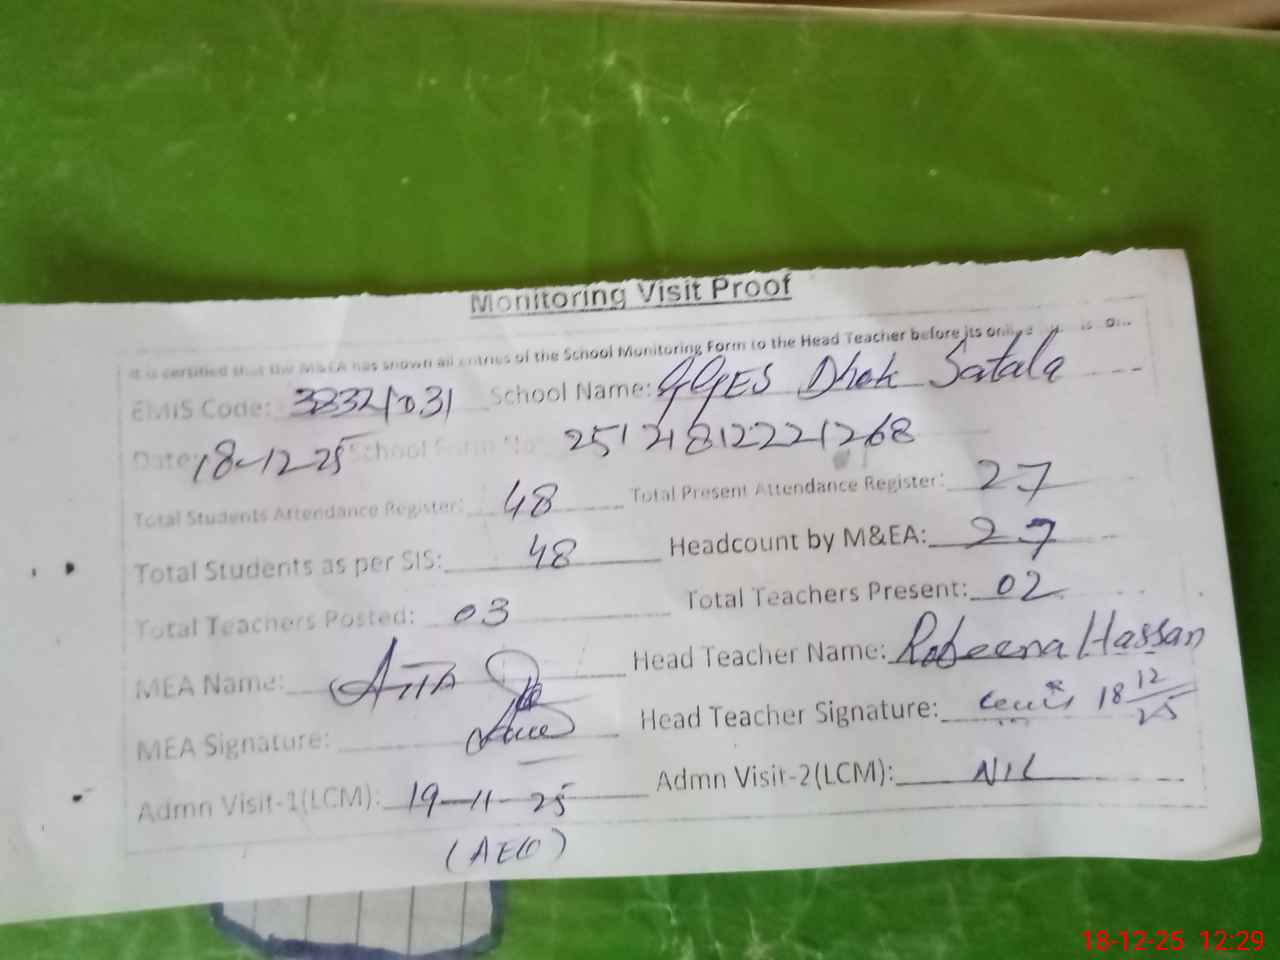 Monitoring Visit Proof
It is certified that the M&EA has shown all entries of the School Monitoring Form to the Head Teacher before its
EMIS Code: School Name: GGES Dhok Satala
Date: 18-12-25 School Form No:
Total Students Attendance Register: 48 Total Present Attendance Register: 27
Total Students as per SIS: 48 Headcount by M&EA: 27
Total Teachers Posted: 03 Total Teachers Present: 02
MEA Name: Head Teacher Name: Robeena Hassan
MEA Signature: Head Teacher Signature: 18 12/25
Admn Visit-1(LCM): 19-11-25 Admn Visit-2(LCM): NIL
(AEO)
18-12-25 12:29